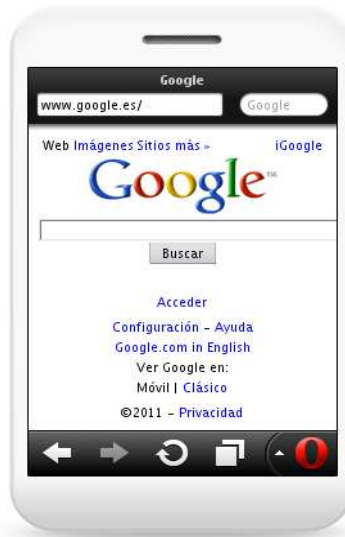 Google
www.google.es/ Google
Web Imágenes Sitios más » iGoogle
Google™
Buscar
Acceder
Configuración - Ayuda
Google.com in English
Ver Google en:
Móvil | Clásico
©2011 - Privacidad